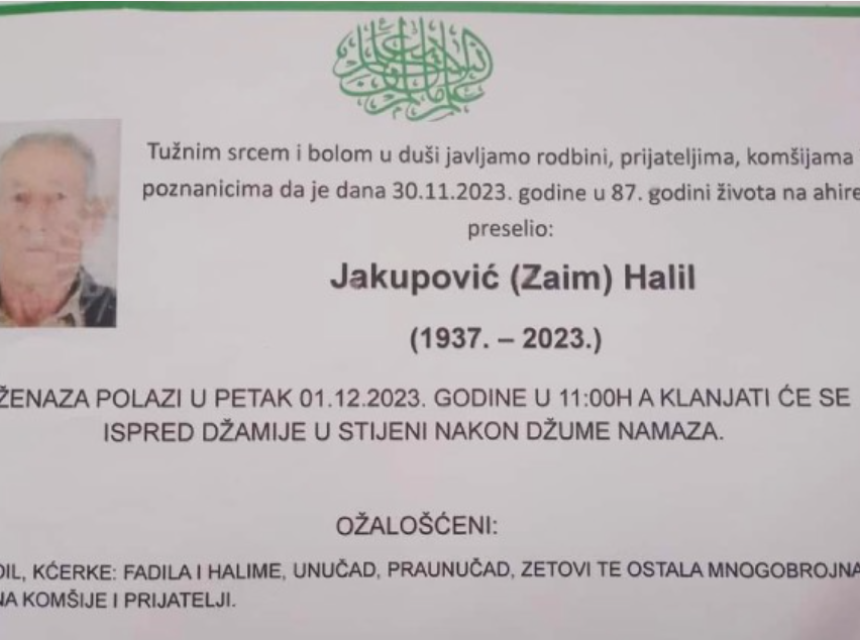 Tužnim srcem i bolom u duši javljamo rodbini, prijateljima, komšijama
poznanicima da je dana 30.11.2023. godine u 87. godini života na ahire
preselio:
Jakupović (Zaim) Halil
(1937. – 2023.)
ŽENAZA POLAZI U PETAK 01.12.2023. GODINE U 11:00H A KLANJATI ĆE SE
ISPRED DŽAMIJE U STIJENI NAKON DŽUME NAMAZA.
OŽALOŠĆENI:
DIL, KĆERKE: FADILA I HALIME, UNUČAD, PRAUNUČAD, ZETOVI TE OSTALA MNOGOBROJNA
NA KOMŠIJE I PRIJATELJI.